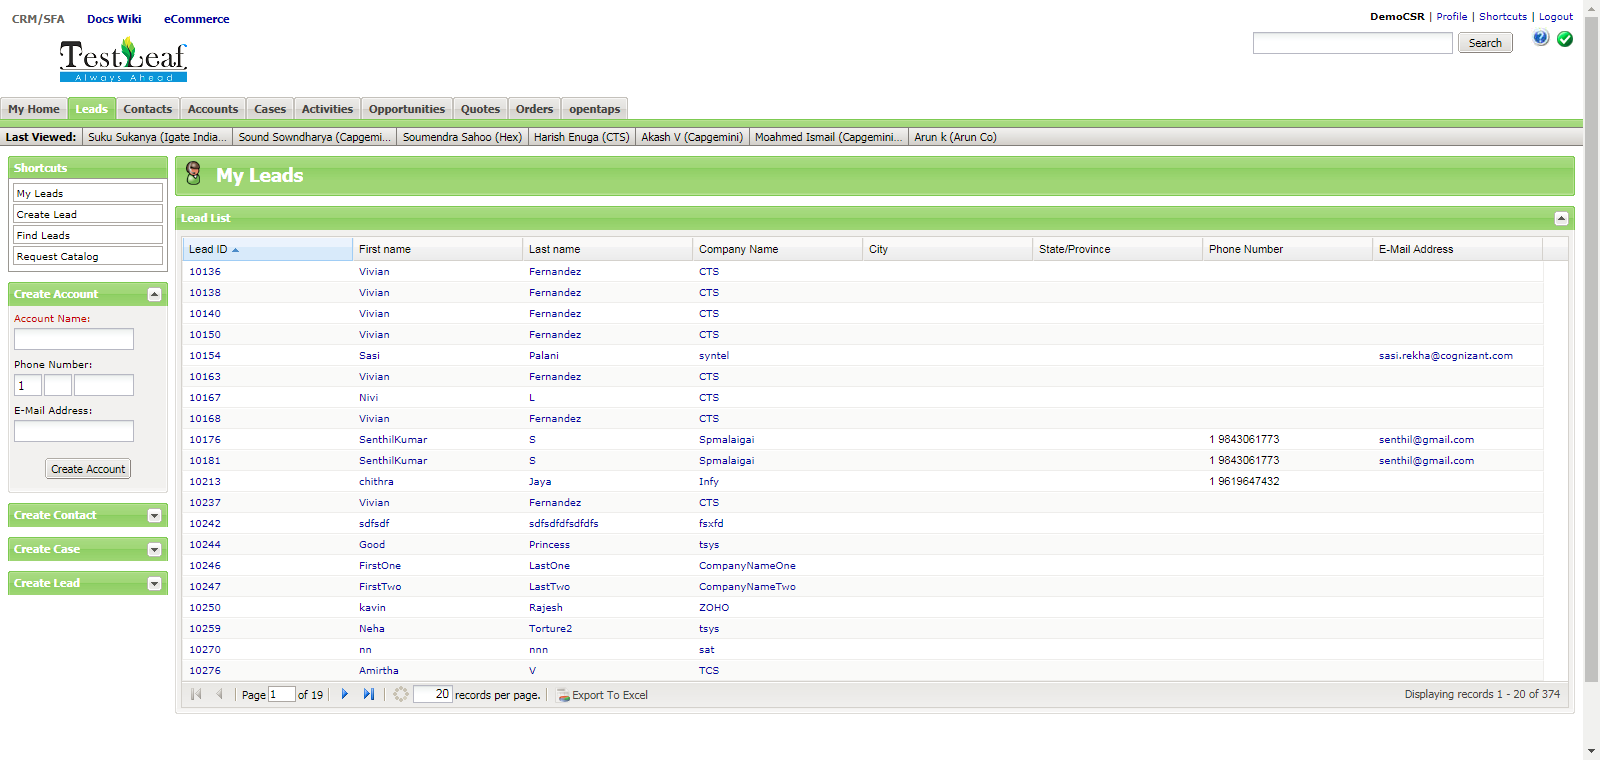 CRM/SFA Docs Wiki eCommerce
DemoCSR | Profile | Shortcuts | Logout
TestLeaf
Always Ahead
Search
My Home Leads Contacts Accounts Cases Activities Opportunities Quotes Orders opentaps
Last Viewed: Suku Sukanya (Igate India... Sound Sowndharya (Capgemi... Soumendra Sahoo (Hex) Harish Enuga (CTS) Akash V (Capgemini) Moahmed Ismail (Capgemini... Arun k (Arun Co)
Shortcuts
My Leads
Create Lead
Find Leads
Request Catalog
Create Account
Account Name:
Phone Number:
1
E-Mail Address:
Create Account
Create Contact
Create Case
Create Lead
My Leads
Lead List
Lead ID First name Last name Company Name City State/Province Phone Number E-Mail Address
10136 Vivian Fernandez CTS
10138 Vivian Fernandez CTS
10140 Vivian Fernandez CTS
10150 Vivian Fernandez CTS
10154 Sasi Palani syntel sasi.rekha@cognizant.com
10163 Vivian Fernandez CTS
10167 Nivi L CTS
10168 Vivian Fernandez CTS
10176 SenthilKumar S Spmalaigai 1 9843061773 senthil@gmail.com
10181 SenthilKumar S Spmalaigai 1 9843061773 senthil@gmail.com
10213 chithra Jaya Infy 1 9619647432
10237 Vivian Fernandez CTS
10242 sdfsdf sdfsdfdfsdfdfs fsxfd
10244 Good Princess tsys
10246 FirstOne LastOne CompanyNameOne
10247 FirstTwo LastTwo CompanyNameTwo
10250 kavin Rajesh ZOHO
10259 Neha Torture2 tsys
10270 nn nnn sat
10276 Amirtha V TCS
Page 1 of 19 20 records per page. Export To Excel Displaying records 1 - 20 of 374